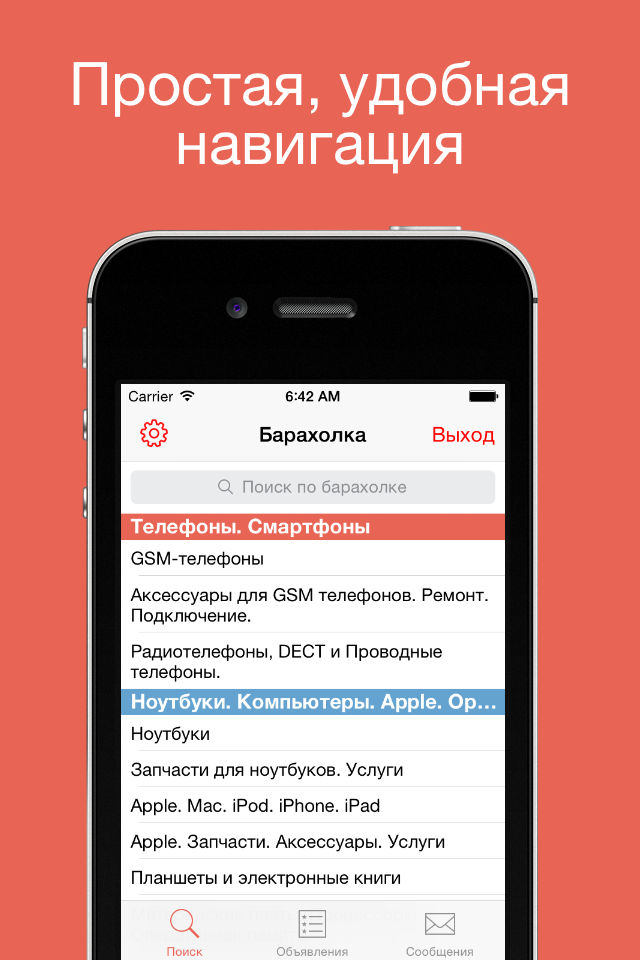 Простая, удобная
навигация
Carrier
6:42 AM
Барахолка
Выход
Поиск по барахолке
Телефоны. Смартфоны
GSM-телефоны
Аксессуары для GSM телефонов. Ремонт.
Подключение.
Радиотелефоны, DECT и Проводные
телефоны.
Ноутбуки. Компьютеры. Apple. Ор...
Ноутбуки
Запчасти для ноутбуков. Услуги
Apple. Mac. iPod. iPhone. iPad
Apple. Запчасти. Аксессуары. Услуги
Планшеты и электронные книги
Поиск
Объявления
Сообщения